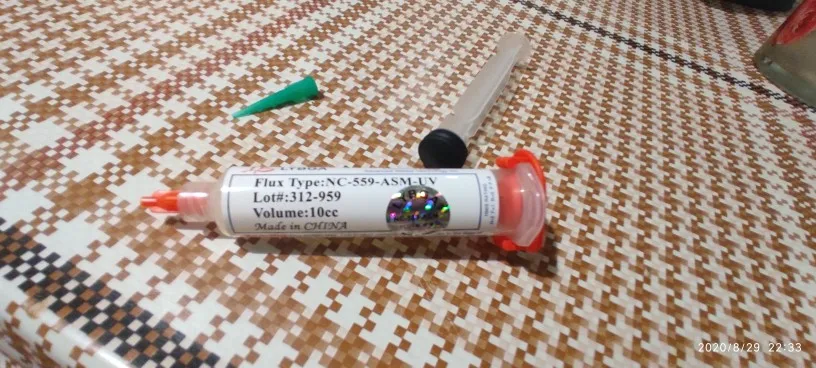 Flux Type:NC-559-ASM-UV
Lot#:312-959
Volume:10cc
Made in CHINA
2020/8/29 22:33